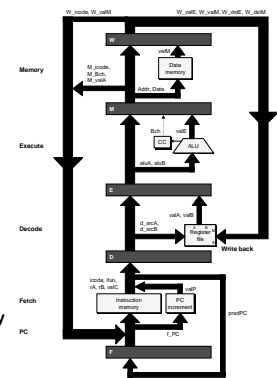 W_icode, W_valM
W_valE, W_valM, W_dstE, W_dstM
W
valM
Memory
Data
memory
M_icode,
M_Bch,
M_valA
Addr, Data
M
Bch
valE
Execute
CC
ALU
aluA, aluB
E
valA, valB
Decode
d_srcA,
d_srcB
A B M
Register
file
E
Write back
D
icode, ifun,
rA, rB, valC
valP
Fetch
Instruction
memory
PC
increment
predPC
y
PC
f_PC
F